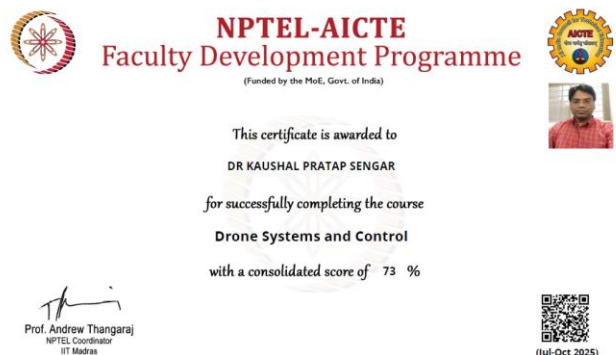 NPTEL-AICTE
Faculty Development Programme
(Funded by the MoE, Govt. of India)
AICTE
This certificate is awarded to
DR KAUSHAL PRATAP SENGAR
for successfully completing the course
Drone Systems and Control
with a consolidated score of 73 %
Prof. Andrew Thangaraj
NPTEL Coordinator
IIT Madras
(Jul-Oct 2025)